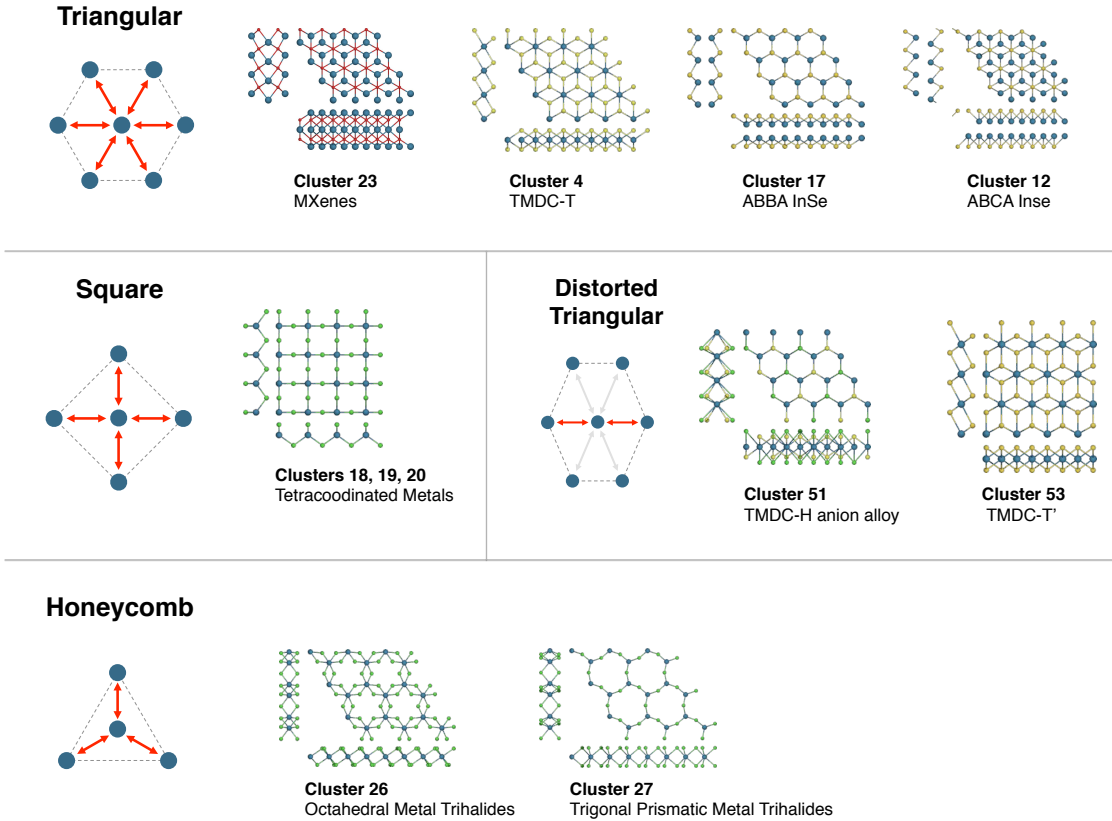 Triangular
Cluster 23
MXenes
Cluster 4
TMDC-T
Cluster 17
ABBA InSe
Cluster 12
ABCA Inse
Square
Clusters 18, 19, 20
Tetracoodinated Metals
Distorted
Triangular
Cluster 51
TMDC-H anion alloy
Cluster 53
TMDC-T’
Honeycomb
Cluster 26
Octahedral Metal Trihalides
Cluster 27
Trigonal Prismatic Metal Trihalides